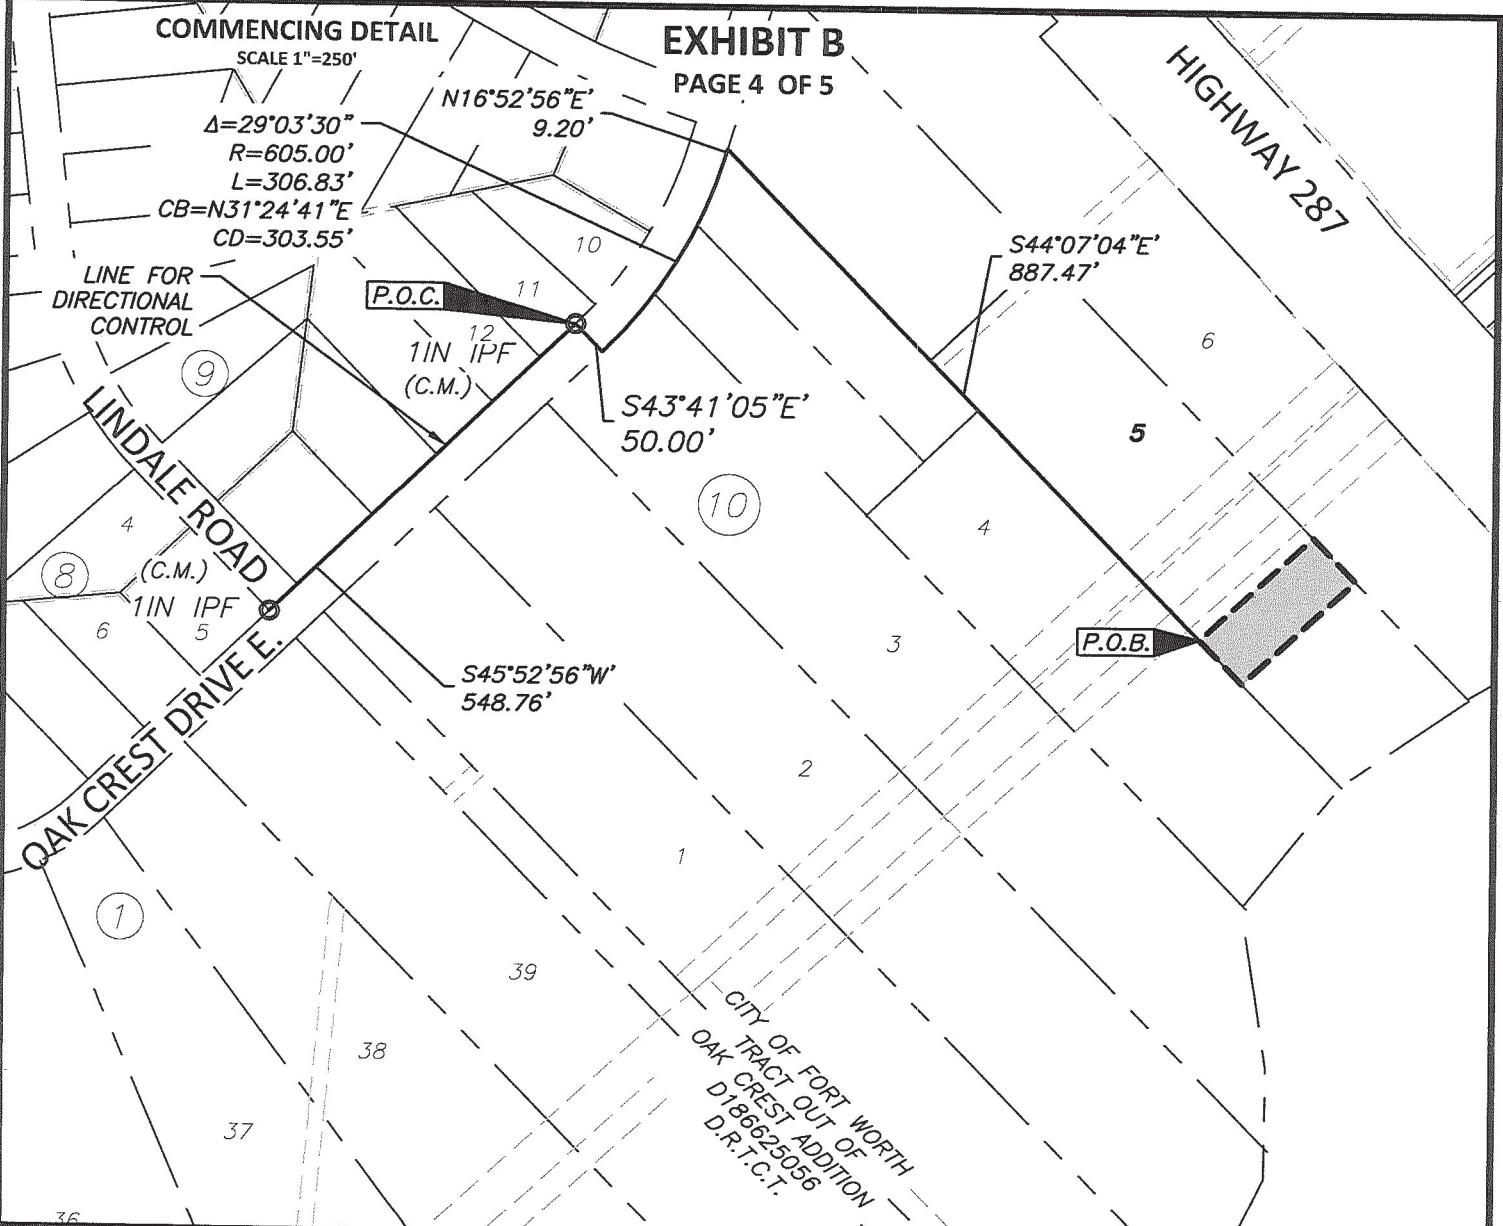 COMMENCING DETAIL
SCALE 1"=250'
EXHIBIT B
PAGE 4 OF 5
HIGHWAY 287
N16°52'56"E'
9.20'
Δ=29°03'30"
R=605.00'
L=306.83'
CB=N31°24'41"E
CD=303.55'
LINE FOR
DIRECTIONAL
CONTROL
P.O.C.
10
11
12
1IN IPF
(C.M.)
S44°07'04"E'
887.47'
6
9
S43°41'05"E'
50.00'
5
LINDALE ROAD
10
4
4
8
(C.M.)
1IN IPF
6
5
P.O.B.
3
S45°52'56"W'
548.76'
OAK CREST DRIVE E.
2
1
1
39
38
37
36
CITY OF FORT WORTH
TRACT OUT OF
OAK CREST ADDITION
D186625056
D.R.T.C.T.